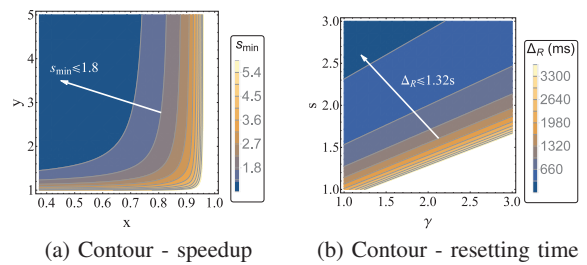 5
4
3
2
1
y
0.4 0.5 0.6 0.7 0.8 0.9 1.0
x
s_min⩽1.8
s_min
5.4
4.5
3.6
2.7
1.8
(a) Contour - speedup
3.0
2.5
2.0
1.5
1.0
s
1.0 1.5 2.0 2.5 3.0
γ
Δ_R⩽1.32s
Δ_R (ms)
3300
2640
1980
1320
660
(b) Contour - resetting time